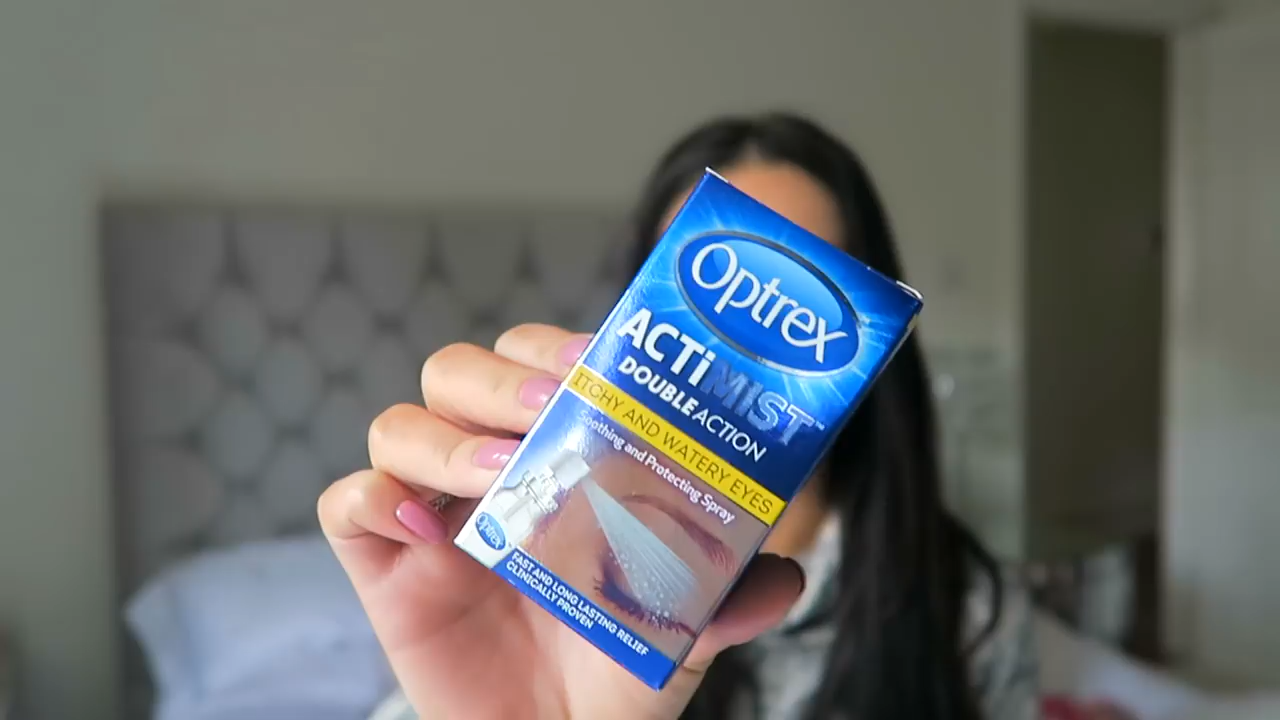 Optrex
ACTiMIST™
DOUBLE ACTION
ITCHY AND WATERY EYES
Soothing and Protecting Spray
Optrex
FAST AND LONG LASTING RELIEF
CLINICALLY PROVEN